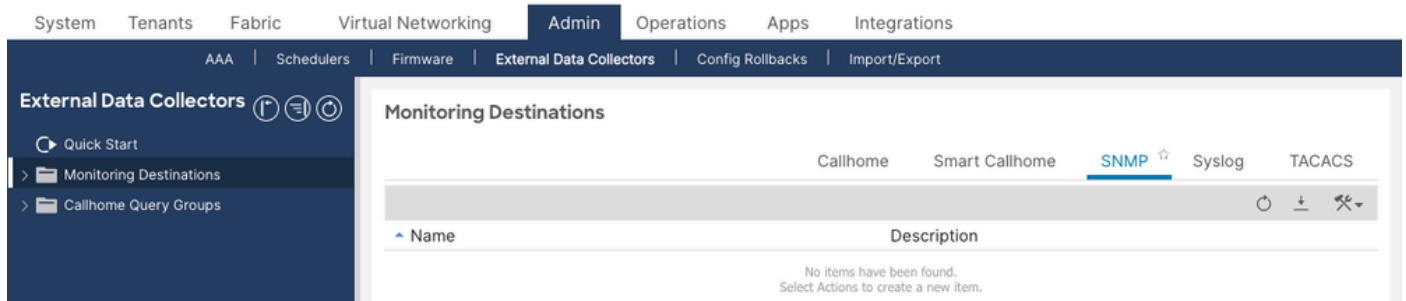 System Tenants Fabric Virtual Networking Admin Operations Apps Integrations
AAA | Schedulers | Firmware | External Data Collectors | Config Rollbacks | Import/Export
External Data Collectors
Quick Start
Monitoring Destinations
Callhome Query Groups
Monitoring Destinations
Callhome Smart Callhome SNMP Syslog TACACS
Name Description
No items have been found.
Select Actions to create a new item.